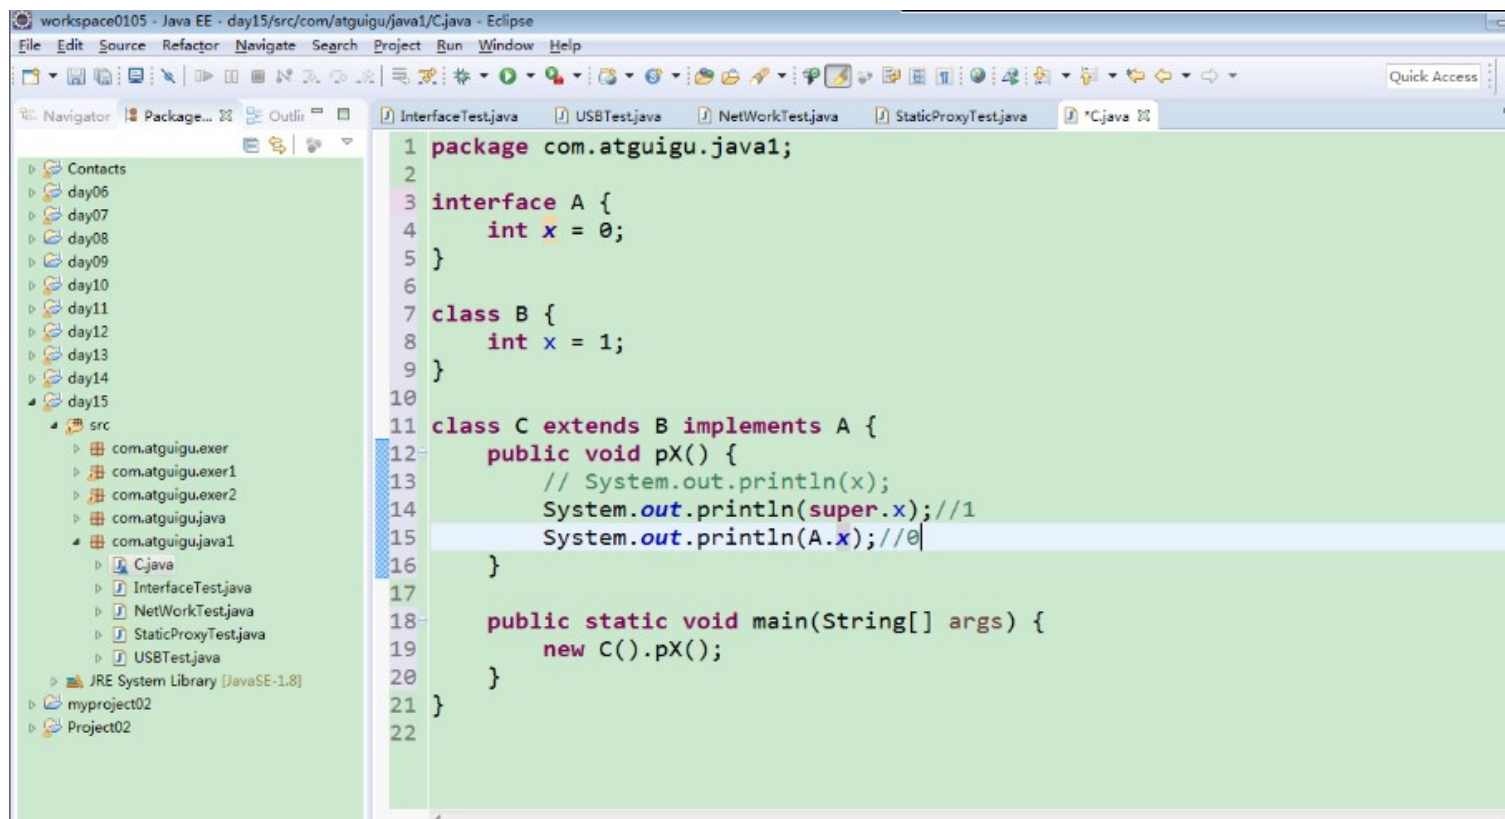 workspace0105 - Java EE - day15/src/com/atguigu/java1/C.java - Eclipse
File Edit Source Refactor Navigate Search Project Run Window Help
Quick Access
Navigator Package... Outlin
InterfaceTest.java USBTest.java NetWorkTest.java StaticProxyTest.java *C.java
Contacts
day06
day07
day08
day09
day10
day11
day12
day13
day14
day15
src
com.atguigu.exer
com.atguigu.exer1
com.atguigu.exer2
com.atguigu.java
com.atguigu.java1
C.java
InterfaceTest.java
NetWorkTest.java
StaticProxyTest.java
USBTest.java
JRE System Library [JavaSE-1.8]
myproject02
Project02
1 package com.atguigu.java1;
2
3 interface A {
4     int x = 0;
5 }
6
7 class B {
8     int x = 1;
9 }
10
11 class C extends B implements A {
12     public void pX() {
13         // System.out.println(x);
14         System.out.println(super.x);//1
15         System.out.println(A.x);//0
16     }
17
18     public static void main(String[] args) {
19         new C().pX();
20     }
21 }
22